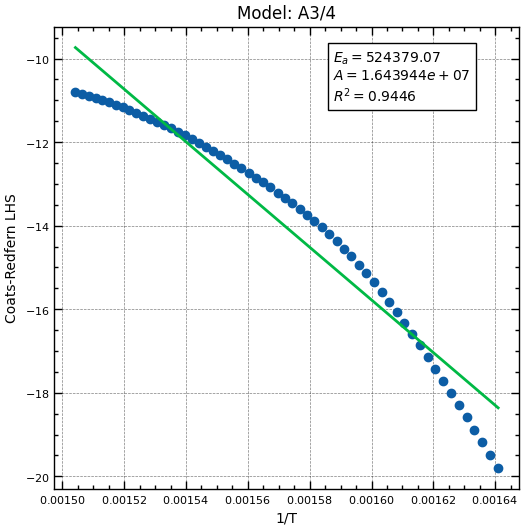 Model: A3/4
E_a = 524379.07
A = 1.643944e + 07
R² = 0.9446
Coats-Redfern LHS
−10
−12
−14
−16
−18
−20
0.00150 0.00152 0.00154 0.00156 0.00158 0.00160 0.00162 0.00164
1/T